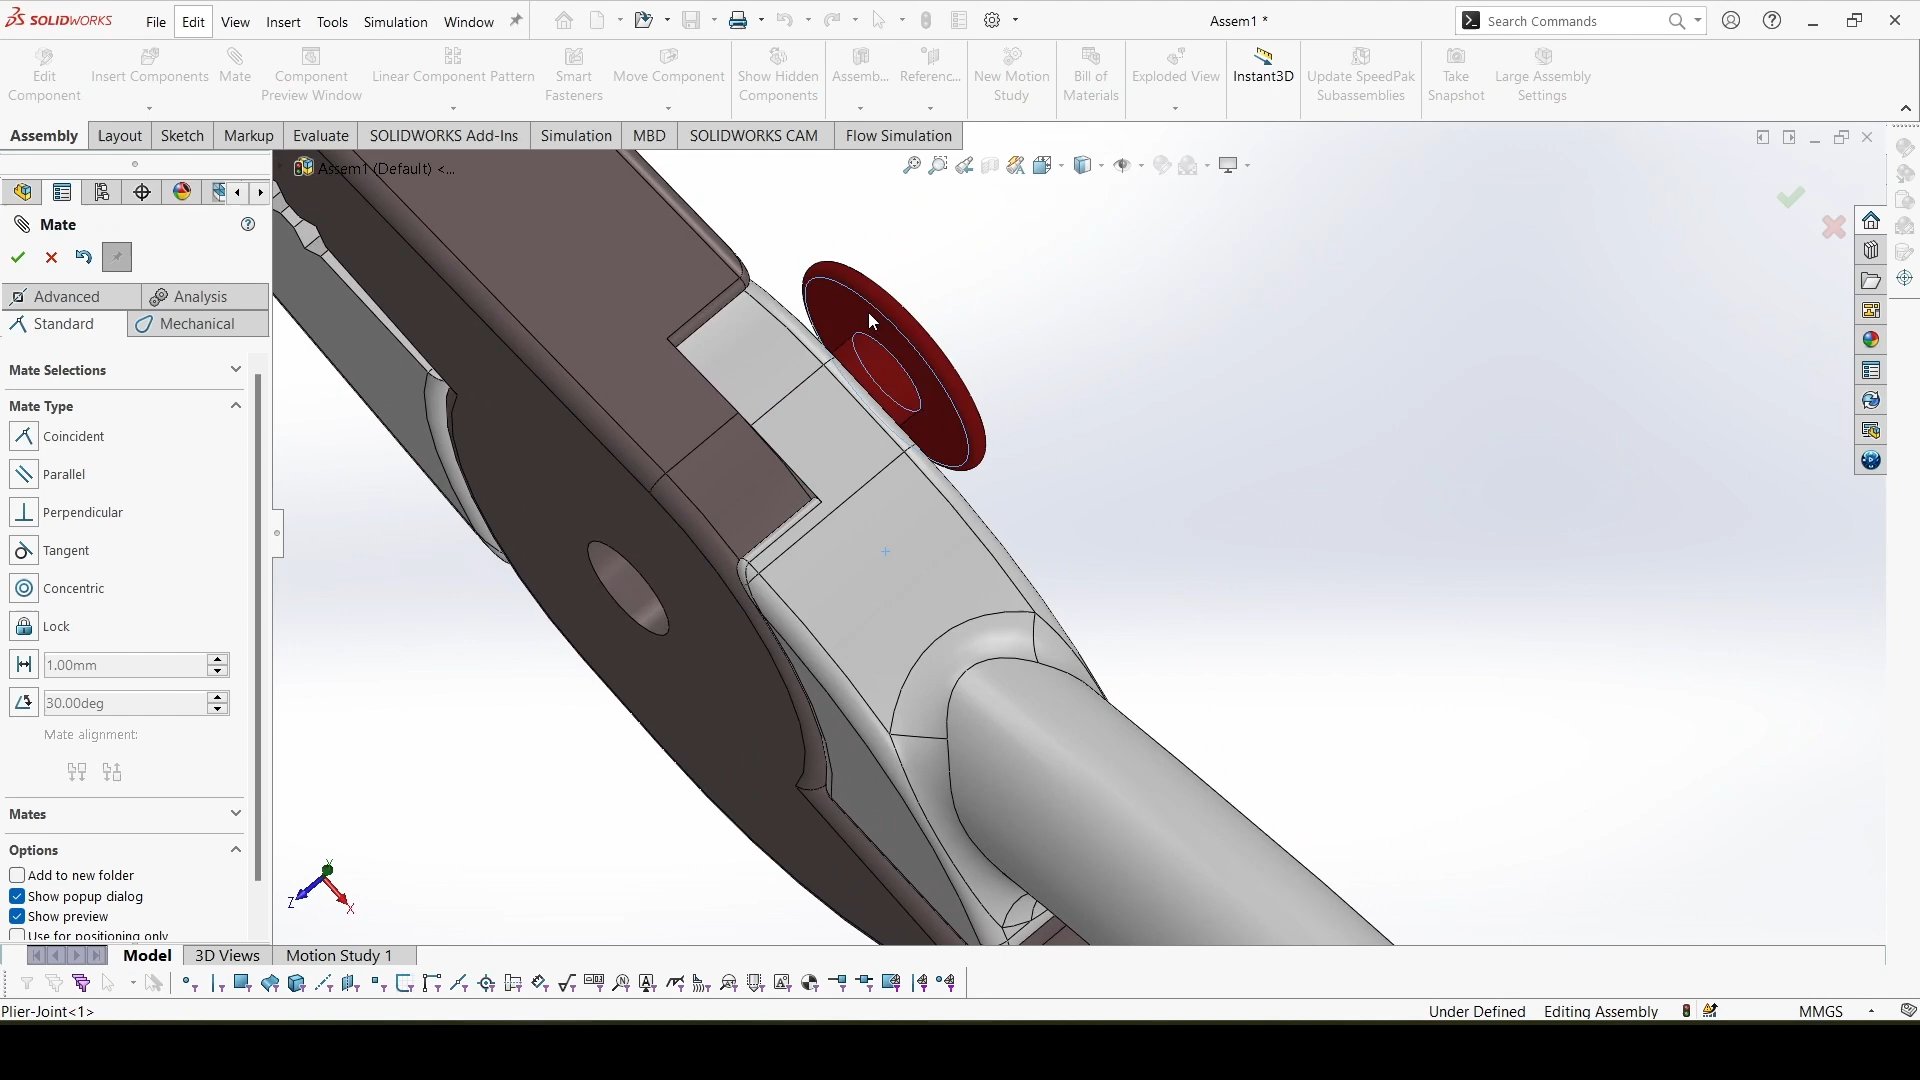 SOLIDWORKS File Edit View Insert Tools Simulation Window Assem1 * Search Commands
Edit Component
Insert Components
Mate
Component Preview Window
Linear Component Pattern
Smart Fasteners
Move Component
Show Hidden Components
Assemb...
Referenc...
New Motion Study
Bill of Materials
Exploded View
Instant3D
Update SpeedPak Subassemblies
Take Snapshot
Large Assembly Settings
Assembly Layout Sketch Markup Evaluate SOLIDWORKS Add-Ins Simulation MBD SOLIDWORKS CAM Flow Simulation
Assem1 (Default) <...
Mate
Advanced Analysis
Standard Mechanical
Mate Selections
Mate Type
Coincident
Parallel
Perpendicular
Tangent
Concentric
Lock
1.00mm
30.00deg
Mate alignment:
Mates
Options
Add to new folder
Show popup dialog
Show preview
Use for positioning only
Y
Z
X
Model 3D Views Motion Study 1
Plier-Joint<1> Under Defined Editing Assembly MMGS